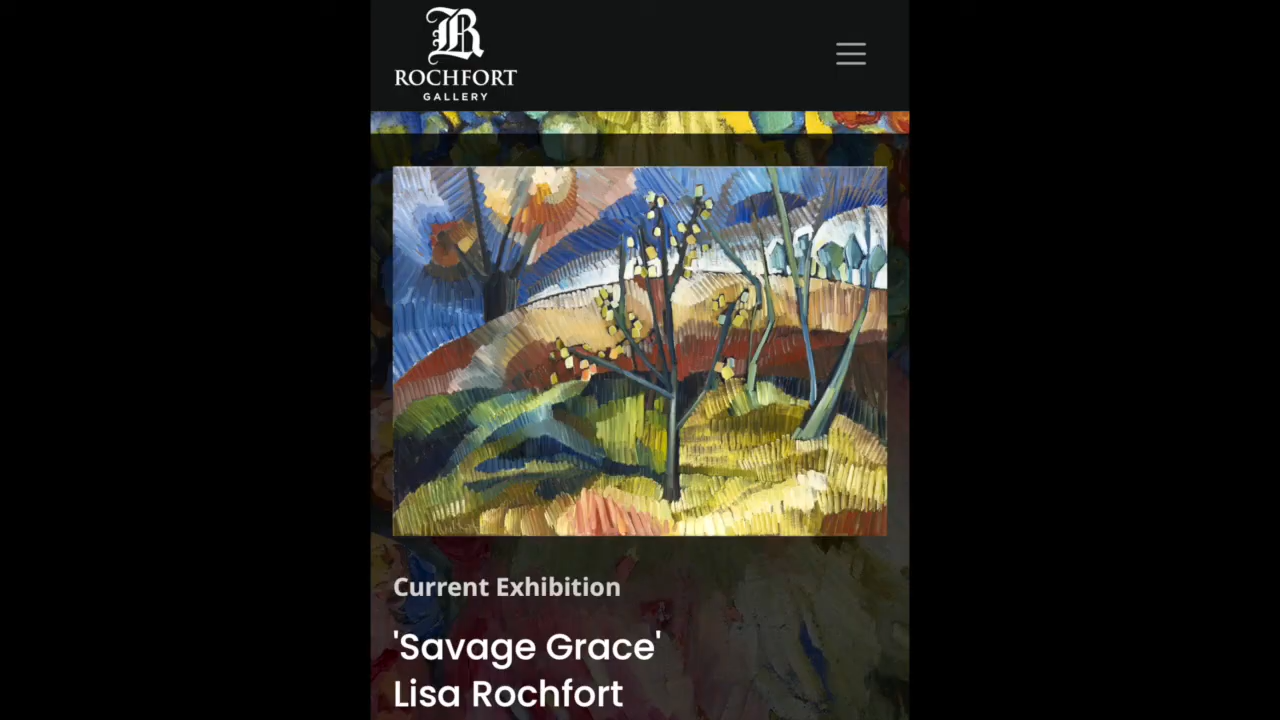 R
ROCHFORT
GALLERY
Current Exhibition
'Savage Grace'
Lisa Rochfort